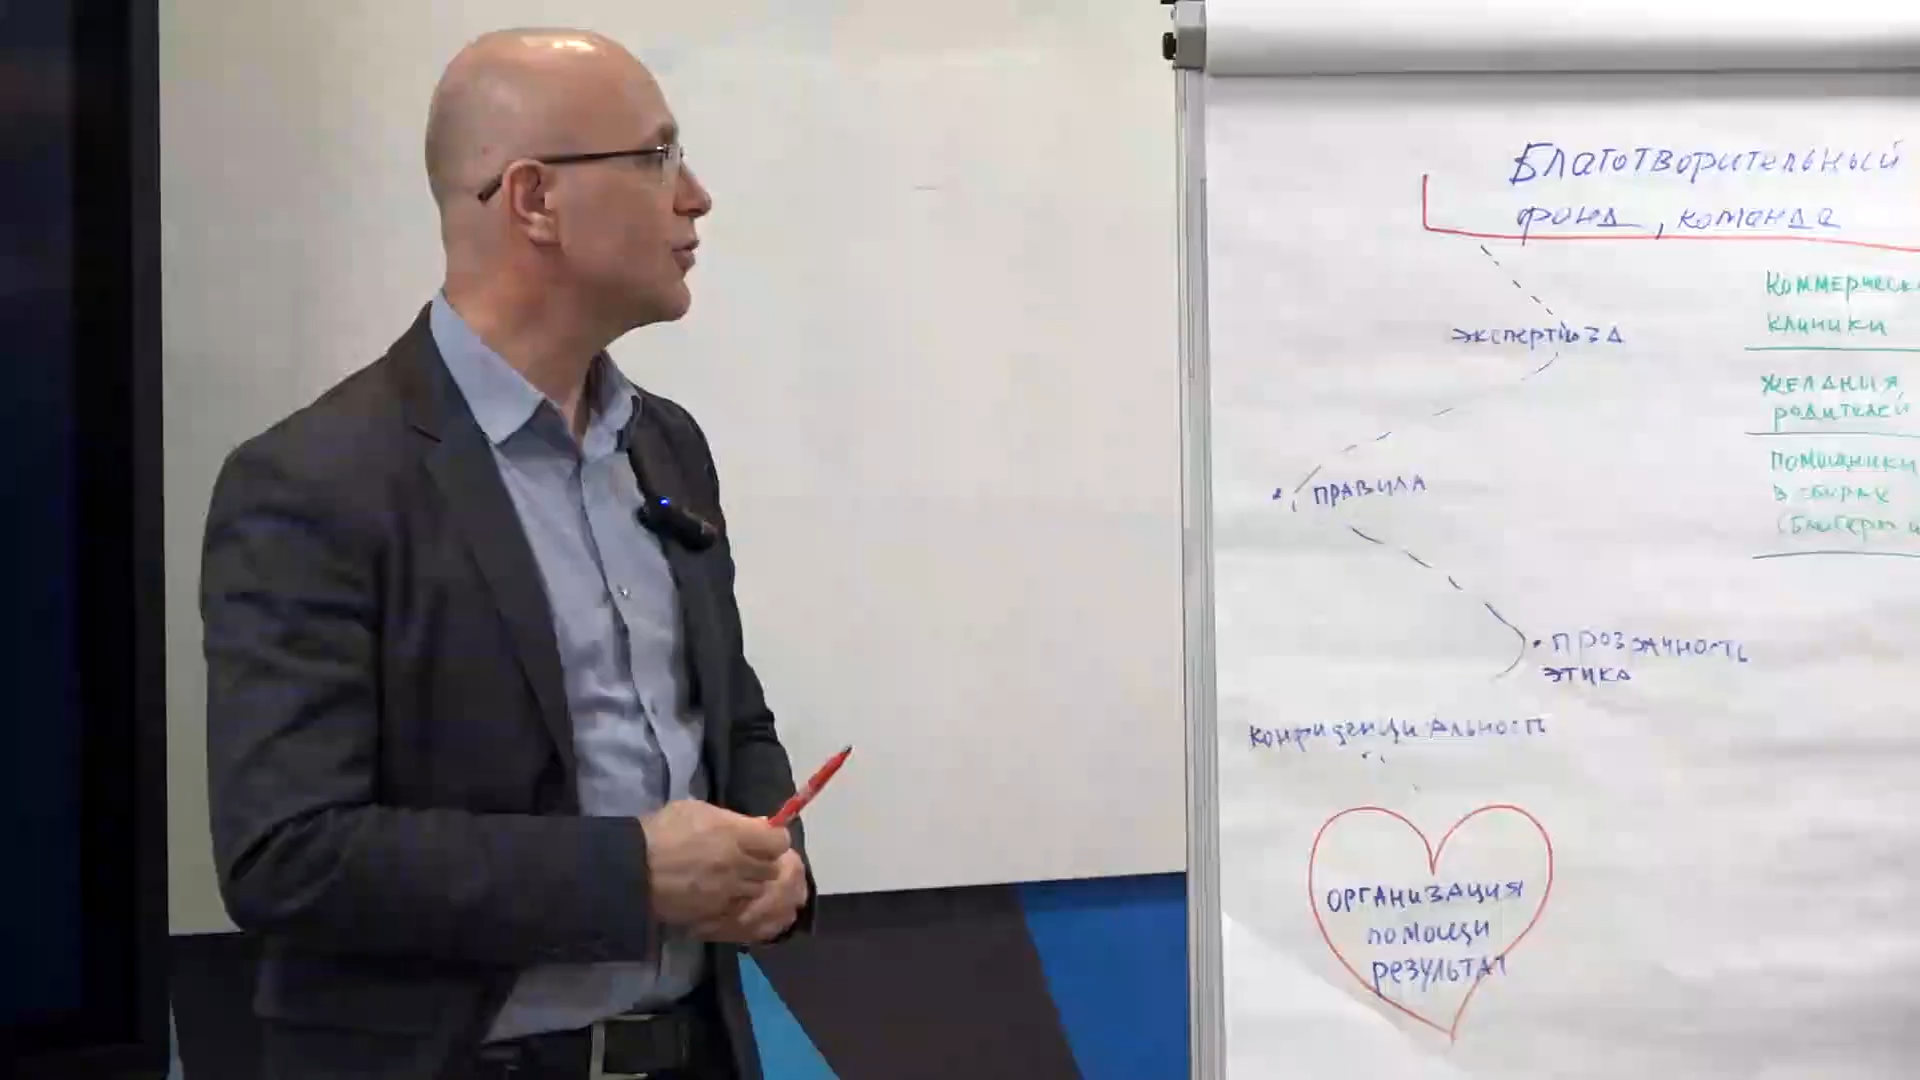 Благотворительный
фонд, команда
экспертиза
правила
• прозрачность
этика
конфиденциальность
организация
помощи
результат
Коммерческ
клиники
желания
родителей
помощники
в сборах